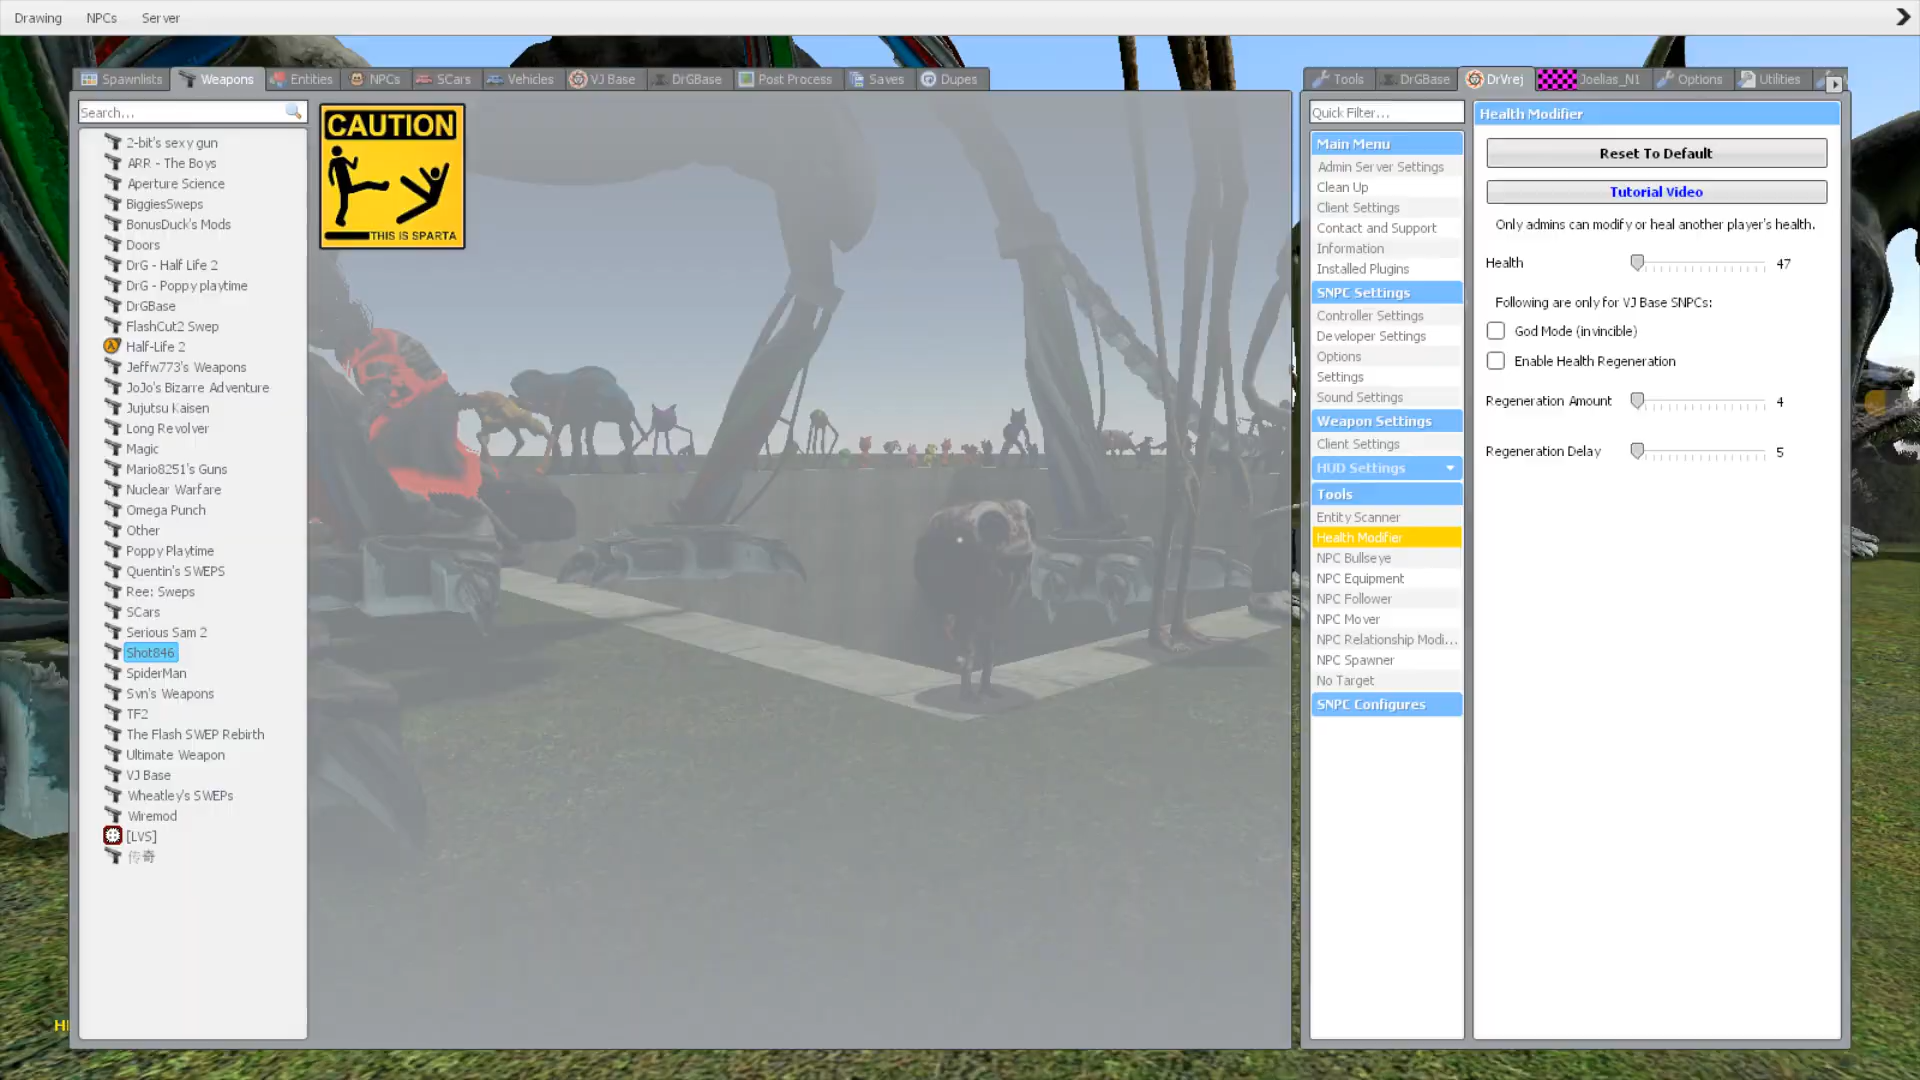 Drawing NPCs Server
Spawnlists Weapons Entities NPCs SCars Vehicles VJ Base DrGBase Post Process Saves Dupes
Search...
2-bit's sexy gun
ARR - The Boys
Aperture Science
BiggiesSweps
BonusDuck's Mods
Doors
DrG - Half Life 2
DrG - Poppy playtime
DrGBase
FlashCut2 Swep
Half-Life 2
Jeffw773's Weapons
JoJo's Bizarre Adventure
Jujutsu Kaisen
Long Revolver
Magic
Mario8251's Guns
Nuclear Warfare
Omega Punch
Other
Poppy Playtime
Quentin's SWEPS
Ree: Sweps
SCars
Serious Sam 2
Shot846
SpiderMan
Svn's Weapons
TF2
The Flash SWEP Rebirth
Ultimate Weapon
VJ Base
Wheatley's SWEPs
Wiremod
[LVS]
传奇
CAUTION
THIS IS SPARTA
Tools DrGBase DrVrej Joelias_N1 Options Utilities
Quick Filter...
Main Menu
Admin Server Settings
Clean Up
Client Settings
Contact and Support
Information
Installed Plugins
SNPC Settings
Controller Settings
Developer Settings
Options
Settings
Sound Settings
Weapon Settings
Client Settings
HUD Settings
Tools
Entity Scanner
Health Modifier
NPC Bullseye
NPC Equipment
NPC Follower
NPC Mover
NPC Relationship Modi...
NPC Spawner
No Target
SNPC Configures
Health Modifier
Reset To Default
Tutorial Video
Only admins can modify or heal another player's health.
Health 47
Following are only for VJ Base SNPCs:
God Mode (invincible)
Enable Health Regeneration
Regeneration Amount 4
Regeneration Delay 5